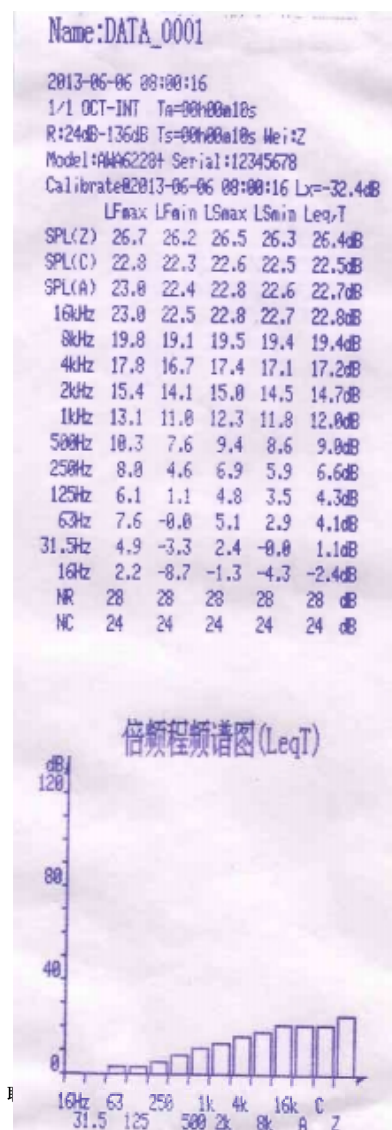 Name:DATA_0001
2013-06-06 08:00:16
1/1 OCT-INT Tm=00h00m10s
R:24dB-136dB Ts=00h00m10s Wei:Z
Model:AWA6228+ Serial:12345678
Calibrate@2013-06-06 08:00:16 Lx=-32.4dB
LFmax LFmin LSmax LSmin Leq,T
SPL(Z) 26.7 26.2 26.5 26.3 26.4dB
SPL(C) 22.8 22.3 22.6 22.5 22.5dB
SPL(A) 23.0 22.4 22.8 22.6 22.7dB
16kHz 23.0 22.5 22.8 22.7 22.8dB
8kHz 19.8 19.1 19.5 19.4 19.4dB
4kHz 17.8 16.7 17.4 17.1 17.2dB
2kHz 15.4 14.1 15.0 14.5 14.7dB
1kHz 13.1 11.0 12.3 11.8 12.0dB
500Hz 10.3 7.6 9.4 8.6 9.0dB
250Hz 8.0 4.6 6.9 5.9 6.6dB
125Hz 6.1 1.1 4.8 3.5 4.3dB
63Hz 7.6 -0.0 5.1 2.9 4.1dB
31.5Hz 4.9 -3.3 2.4 -0.0 1.1dB
16Hz 2.2 -8.7 -1.3 -4.3 -2.4dB
NR 28 28 28 28 28 dB
NC 24 24 24 24 24 dB
倍频程频谱图(LeqT)
dB
120
80
40
0
16Hz 63 250 1k 4k 16k C
31.5 125 500 2k 8k A Z